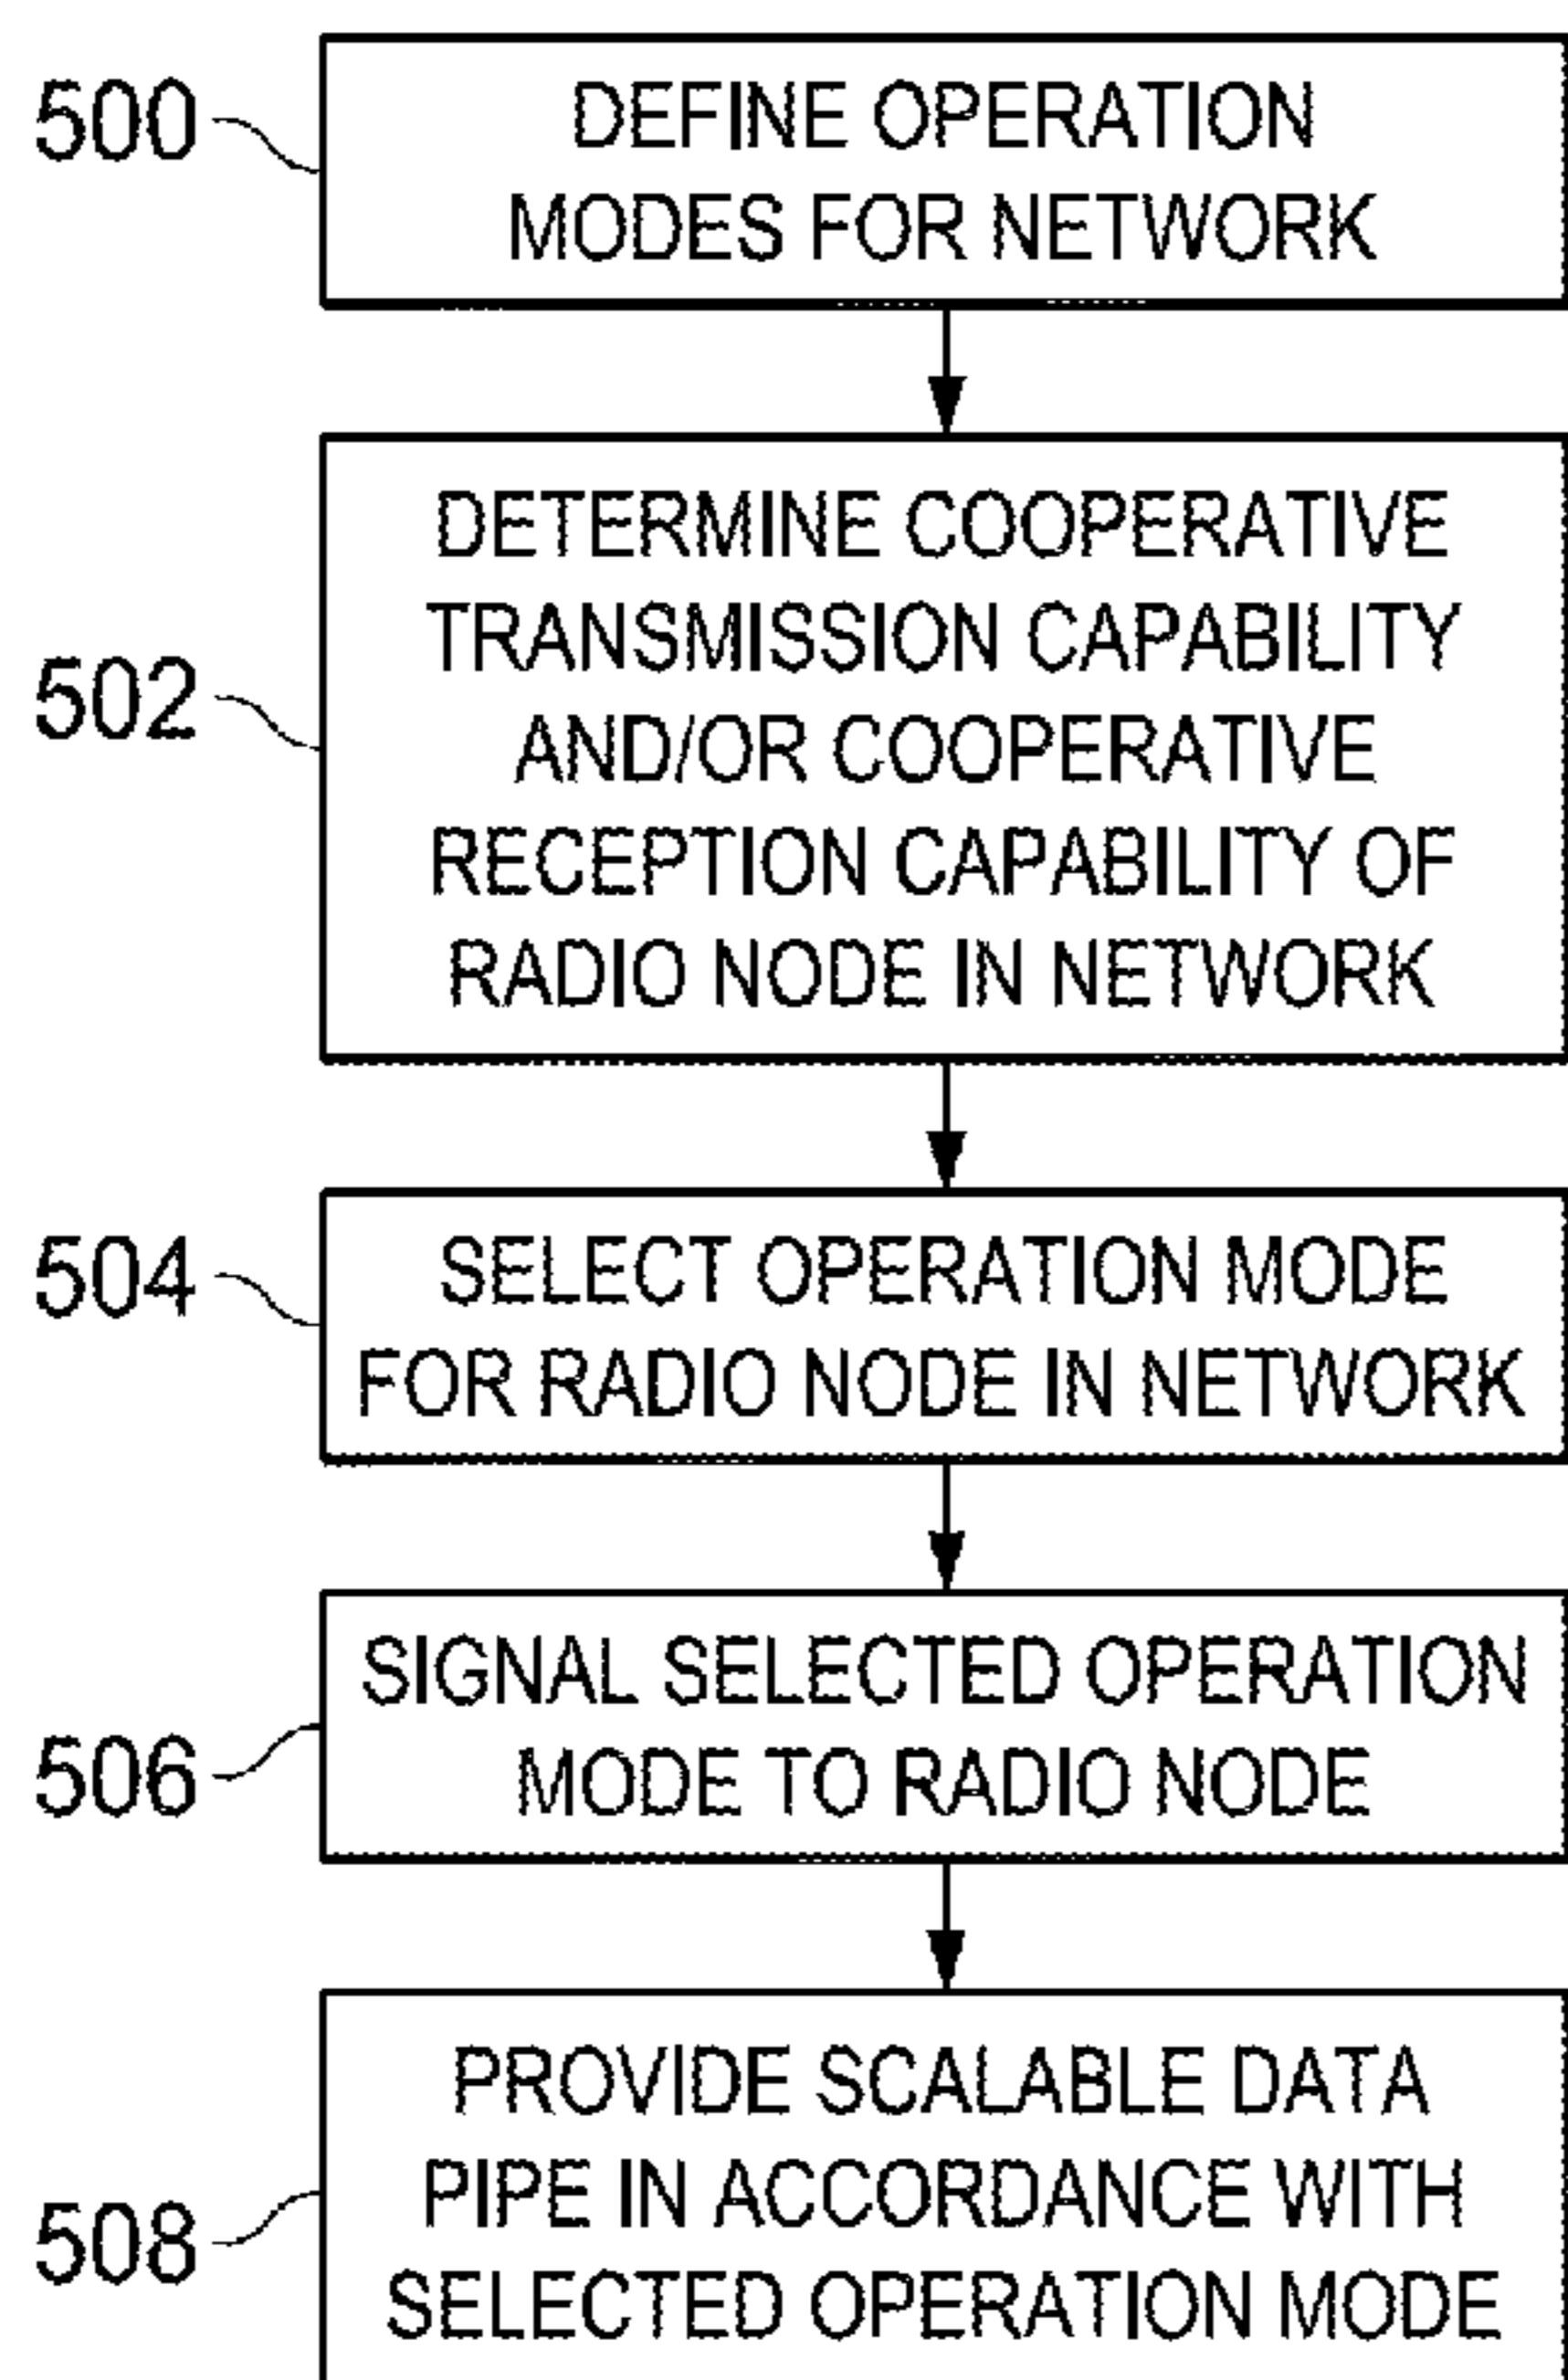 500
DEFINE OPERATION
MODES FOR NETWORK
502
DETERMINE COOPERATIVE
TRANSMISSION CAPABILITY
AND/OR COOPERATIVE
RECEPTION CAPABILITY OF
RADIO NODE IN NETWORK
504
SELECT OPERATION MODE
FOR RADIO NODE IN NETWORK
506
SIGNAL SELECTED OPERATION
MODE TO RADIO NODE
508
PROVIDE SCALABLE DATA
PIPE IN ACCORDANCE WITH
SELECTED OPERATION MODE